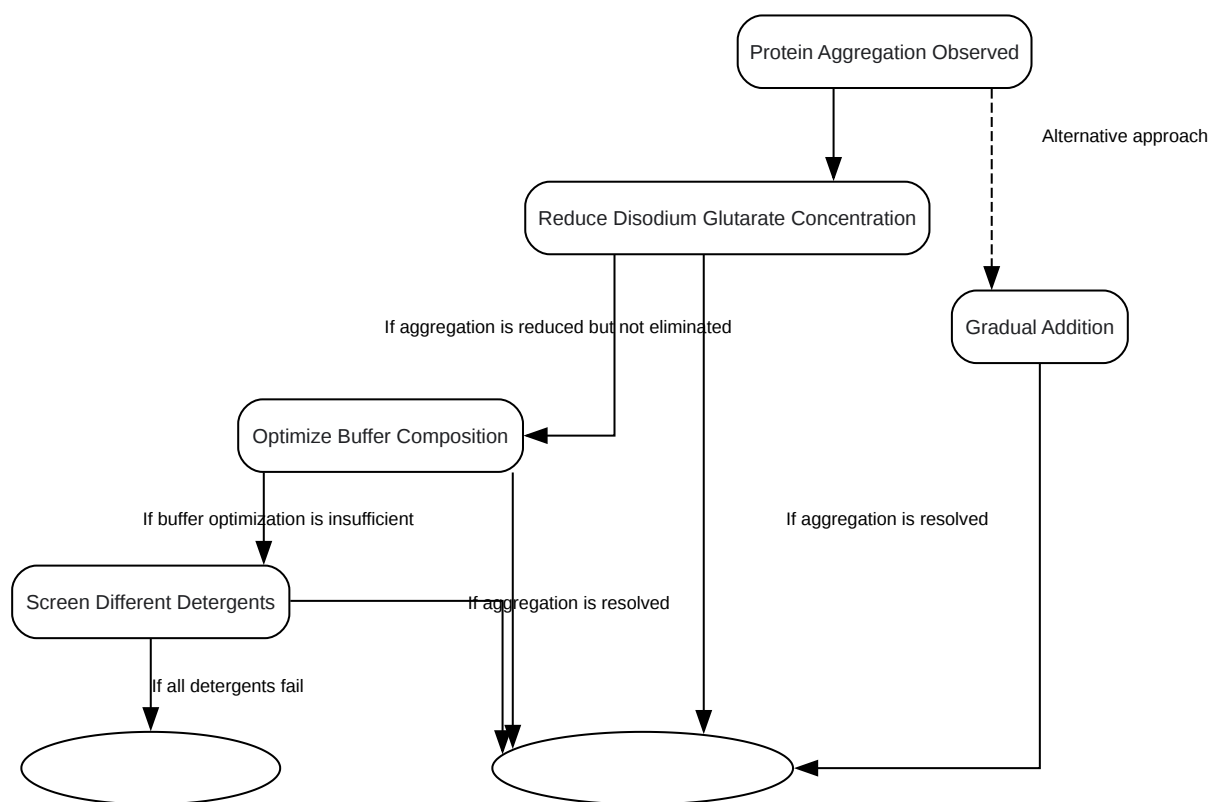 Protein Aggregation Observed
Alternative approach
Reduce Disodium Glutarate Concentration
If aggregation is reduced but not eliminated
Gradual Addition
Optimize Buffer Composition
If buffer optimization is insufficient
If aggregation is resolved
Screen Different Detergents
If aggregation is resolved
If all detergents fail